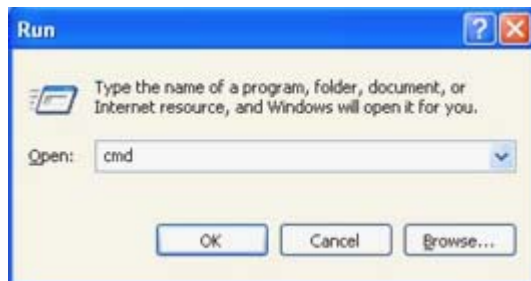 Run
Type the name of a program, folder, document, or
Internet resource, and Windows will open it for you.
Open: cmd
OK Cancel Browse...